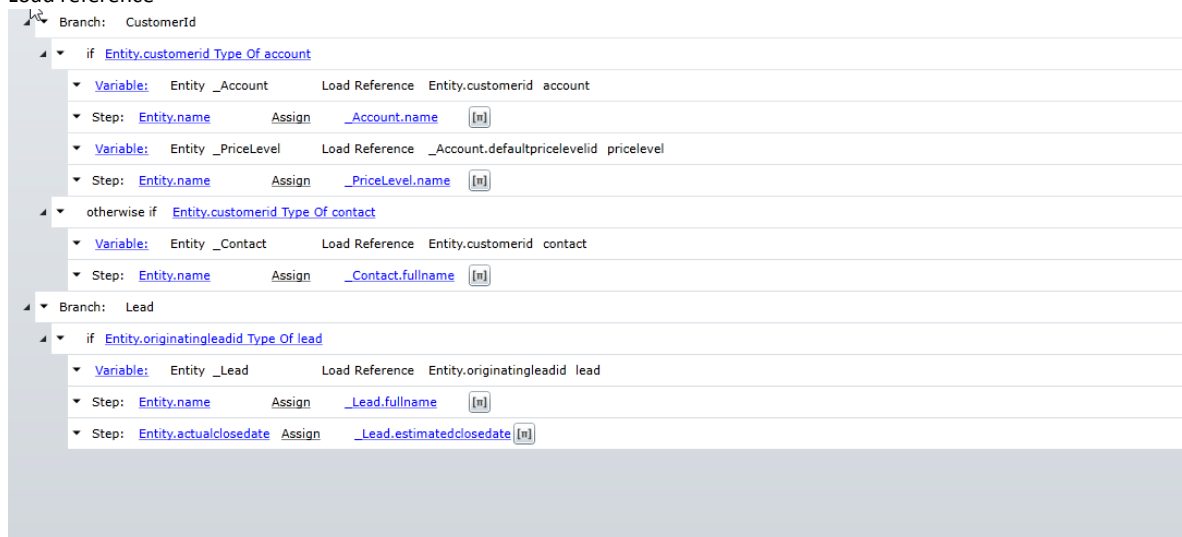 Load reference
Branch: CustomerId
if Entity.customerid Type Of account
Variable: Entity _Account Load Reference Entity.customerid account
Step: Entity.name Assign _Account.name [π]
Variable: Entity _PriceLevel Load Reference _Account.defaultpricelevelid pricelevel
Step: Entity.name Assign _PriceLevel.name [π]
otherwise if Entity.customerid Type Of contact
Variable: Entity _Contact Load Reference Entity.customerid contact
Step: Entity.name Assign _Contact.fullname [π]
Branch: Lead
if Entity.originatingleadid Type Of lead
Variable: Entity _Lead Load Reference Entity.originatingleadid lead
Step: Entity.name Assign _Lead.fullname [π]
Step: Entity.actualclosedate Assign _Lead.estimatedclosedate [π]